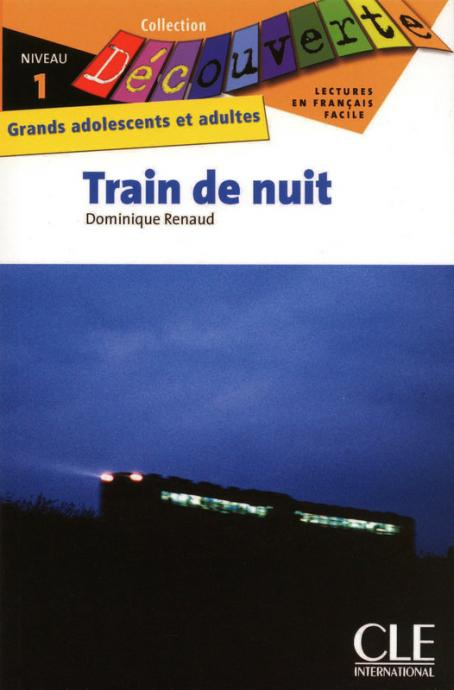 Collection
Découverte
NIVEAU
1
LECTURES
EN FRANÇAIS
FACILE
Grands adolescents et adultes
Train de nuit
Dominique Renaud
CLE
INTERNATIONAL